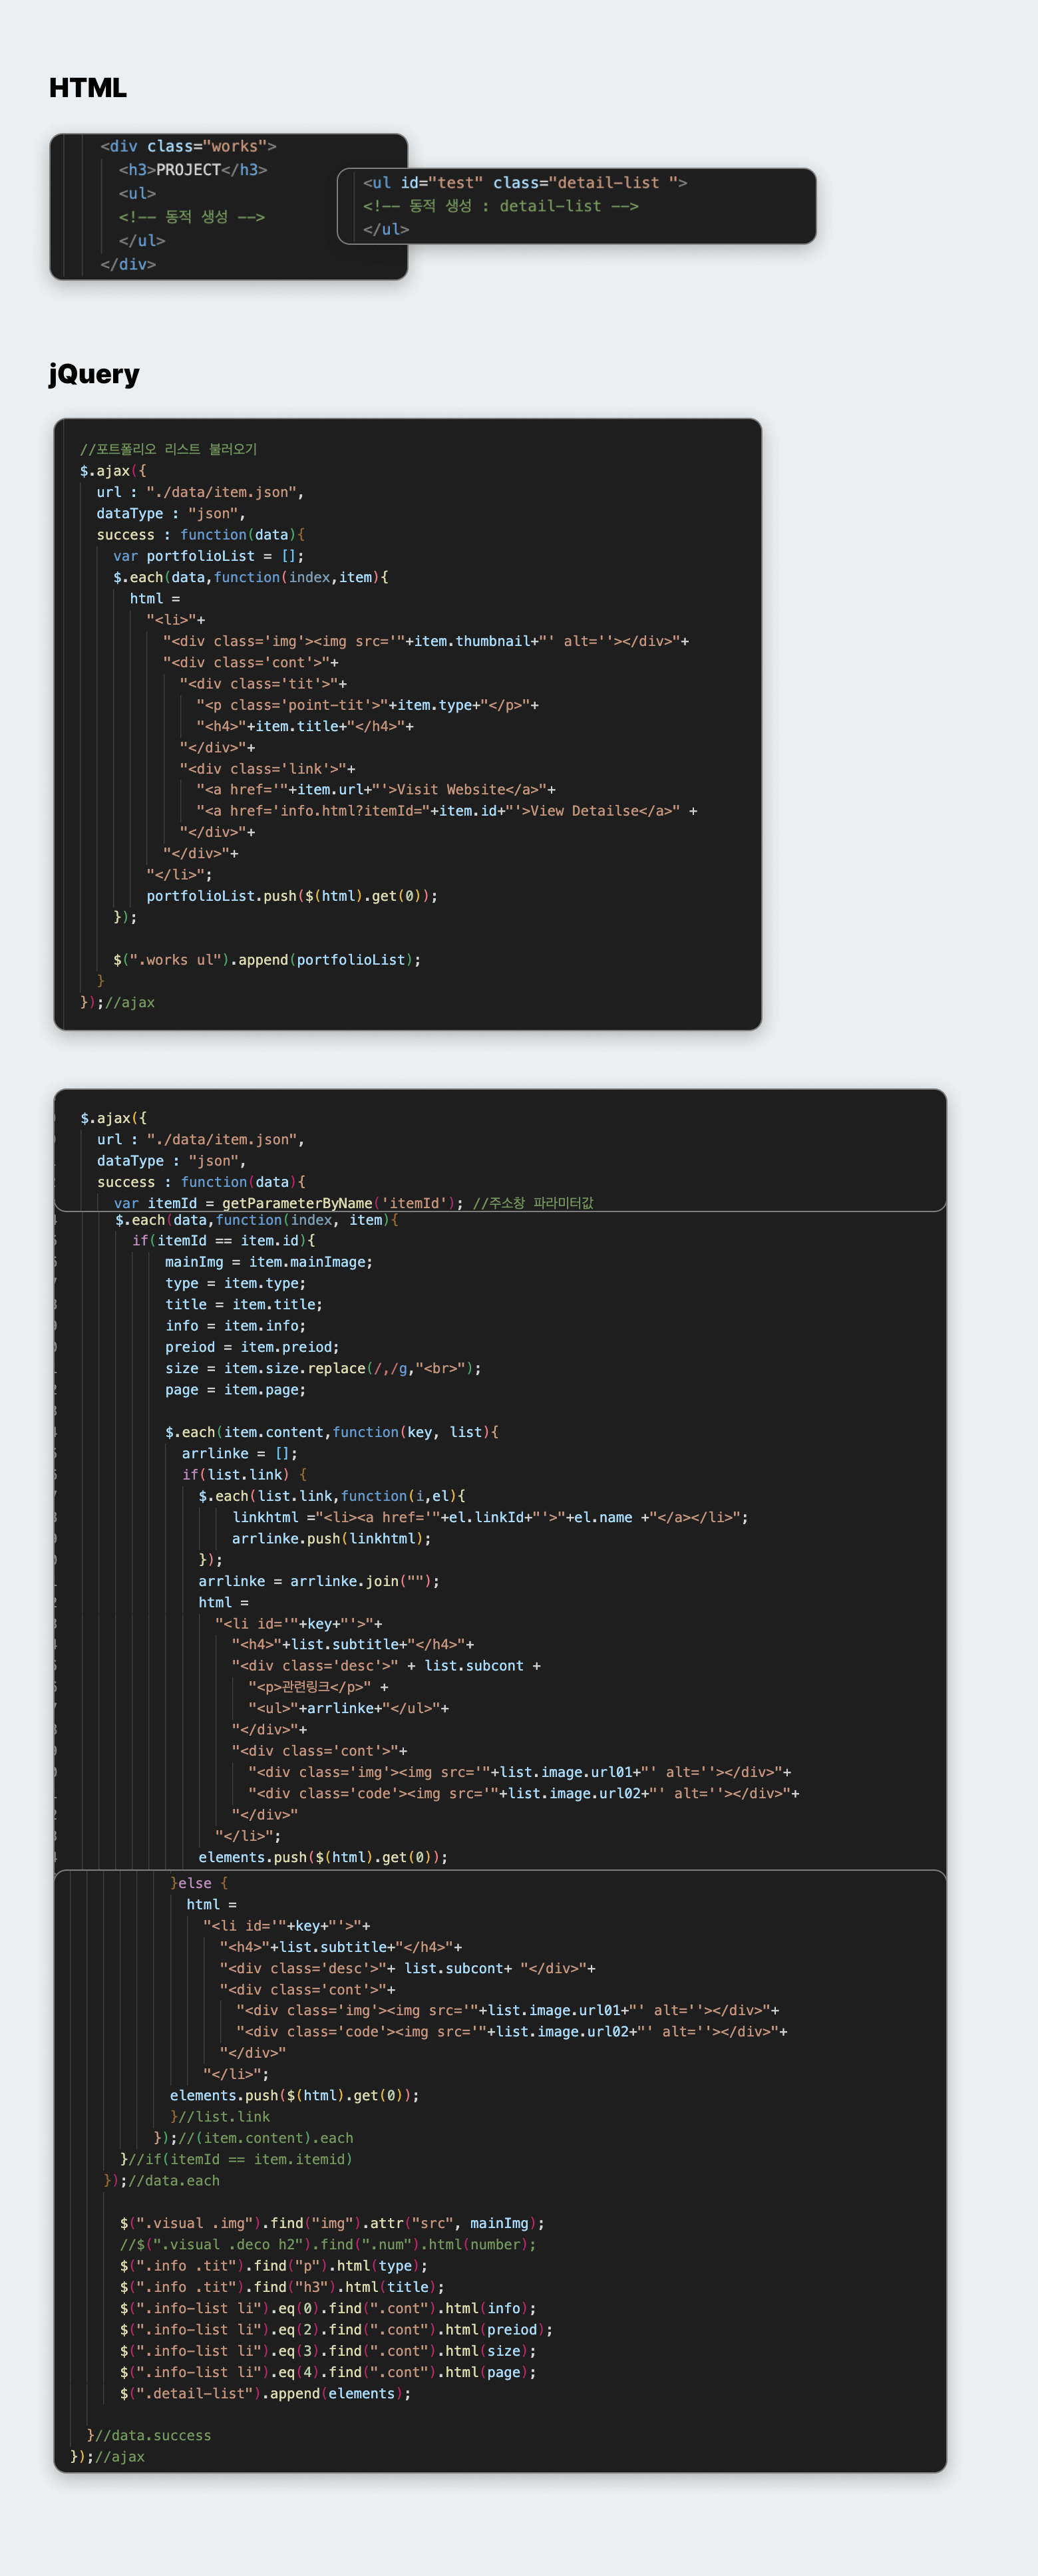 HTML
<div class="works">
<h3>PROJECT</h3>
<ul>
<!-- 동적 생성 -->
</ul>
</div>
<ul id="test" class="detail-list ">
<!-- 동적 생성 : detail-list -->
</ul>
jQuery
//포트폴리오 리스트 불러오기
$.ajax({
url : "./data/item.json",
dataType : "json",
success : function(data){
var portfolioList = [];
$.each(data,function(index,item){
html =
"<li>"+
"<div class='img'><img src='"+item.thumbnail+"' alt=''></div>"+
"<div class='cont'>"+
"<div class='tit'>"+
"<p class='point-tit'>"+item.type+"</p>"+
"<h4>"+item.title+"</h4>"+
"</div>"+
"<div class='link'>"+
"<a href='"+item.url+"'>Visit Website</a>"+
"<a href='info.html?itemId="+item.id+"'>View Detailse</a>" +
"</div>"+
"</div>"+
"</li>";
portfolioList.push($(html).get(0));
});
$(".works ul").append(portfolioList);
}
});//ajax
$.ajax({
url : "./data/item.json",
dataType : "json",
success : function(data){
var itemId = getParameterByName('itemId'); //주소창 파라미터값
$.each(data,function(index, item){
if(itemId == item.id){
mainImg = item.mainImage;
type = item.type;
title = item.title;
info = item.info;
preiod = item.preiod;
size = item.size.replace(/,/g,"<br>");
page = item.page;
$.each(item.content,function(key, list){
arrlinke = [];
if(list.link) {
$.each(list.link,function(i,el){
linkhtml ="<li><a href='"+el.linkId+"'>"+el.name +"</a></li>";
arrlinke.push(linkhtml);
});
arrlinke = arrlinke.join("");
html =
"<li id='"+key+"'>"+
"<h4>"+list.subtitle+"</h4>"+
"<div class='desc'>" + list.subcont +
"<p>관련링크</p>" +
"<ul>"+arrlinke+"</ul>"+
"</div>"+
"<div class='cont'>"+
"<div class='img'><img src='"+list.image.url01+"' alt=''></div>"+
"<div class='code'><img src='"+list.image.url02+"' alt=''></div>"+
"</div>"
"</li>";
elements.push($(html).get(0));
}else {
html =
"<li id='"+key+"'>"+
"<h4>"+list.subtitle+"</h4>"+
"<div class='desc'>"+ list.subcont+ "</div>"+
"<div class='cont'>"+
"<div class='img'><img src='"+list.image.url01+"' alt=''></div>"+
"<div class='code'><img src='"+list.image.url02+"' alt=''></div>"+
"</div>"
"</li>";
elements.push($(html).get(0));
}//list.link
});//(item.content).each
}//if(itemId == item.itemid)
});//data.each
$(".visual .img").find("img").attr("src", mainImg);
//$(".visual .deco h2").find(".num").html(number);
$(".info .tit").find("p").html(type);
$(".info .tit").find("h3").html(title);
$(".info-list li").eq(0).find(".cont").html(info);
$(".info-list li").eq(2).find(".cont").html(preiod);
$(".info-list li").eq(3).find(".cont").html(size);
$(".info-list li").eq(4).find(".cont").html(page);
$(".detail-list").append(elements);
}//data.success
});//ajax